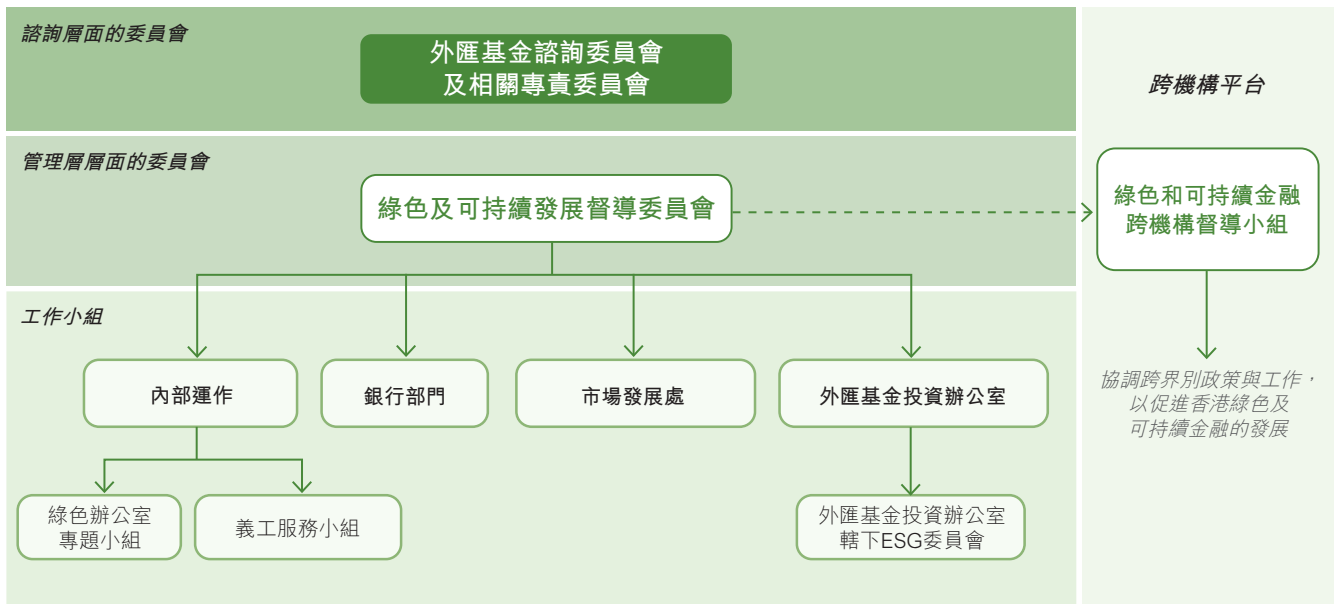 諮詢層面的委員會
外匯基金諮詢委員會
及相關專責委員會
管理層層面的委員會
綠色及可持續發展督導委員會
工作小組
內部運作
銀行部門
市場發展處
外匯基金投資辦公室
綠色辦公室
專題小組
義工服務小組
外匯基金投資辦公室
轄下ESG委員會
跨機構平台
綠色和可持續金融
跨機構督導小組
協調跨界別政策與工作，
以促進香港綠色及
可持續金融的發展